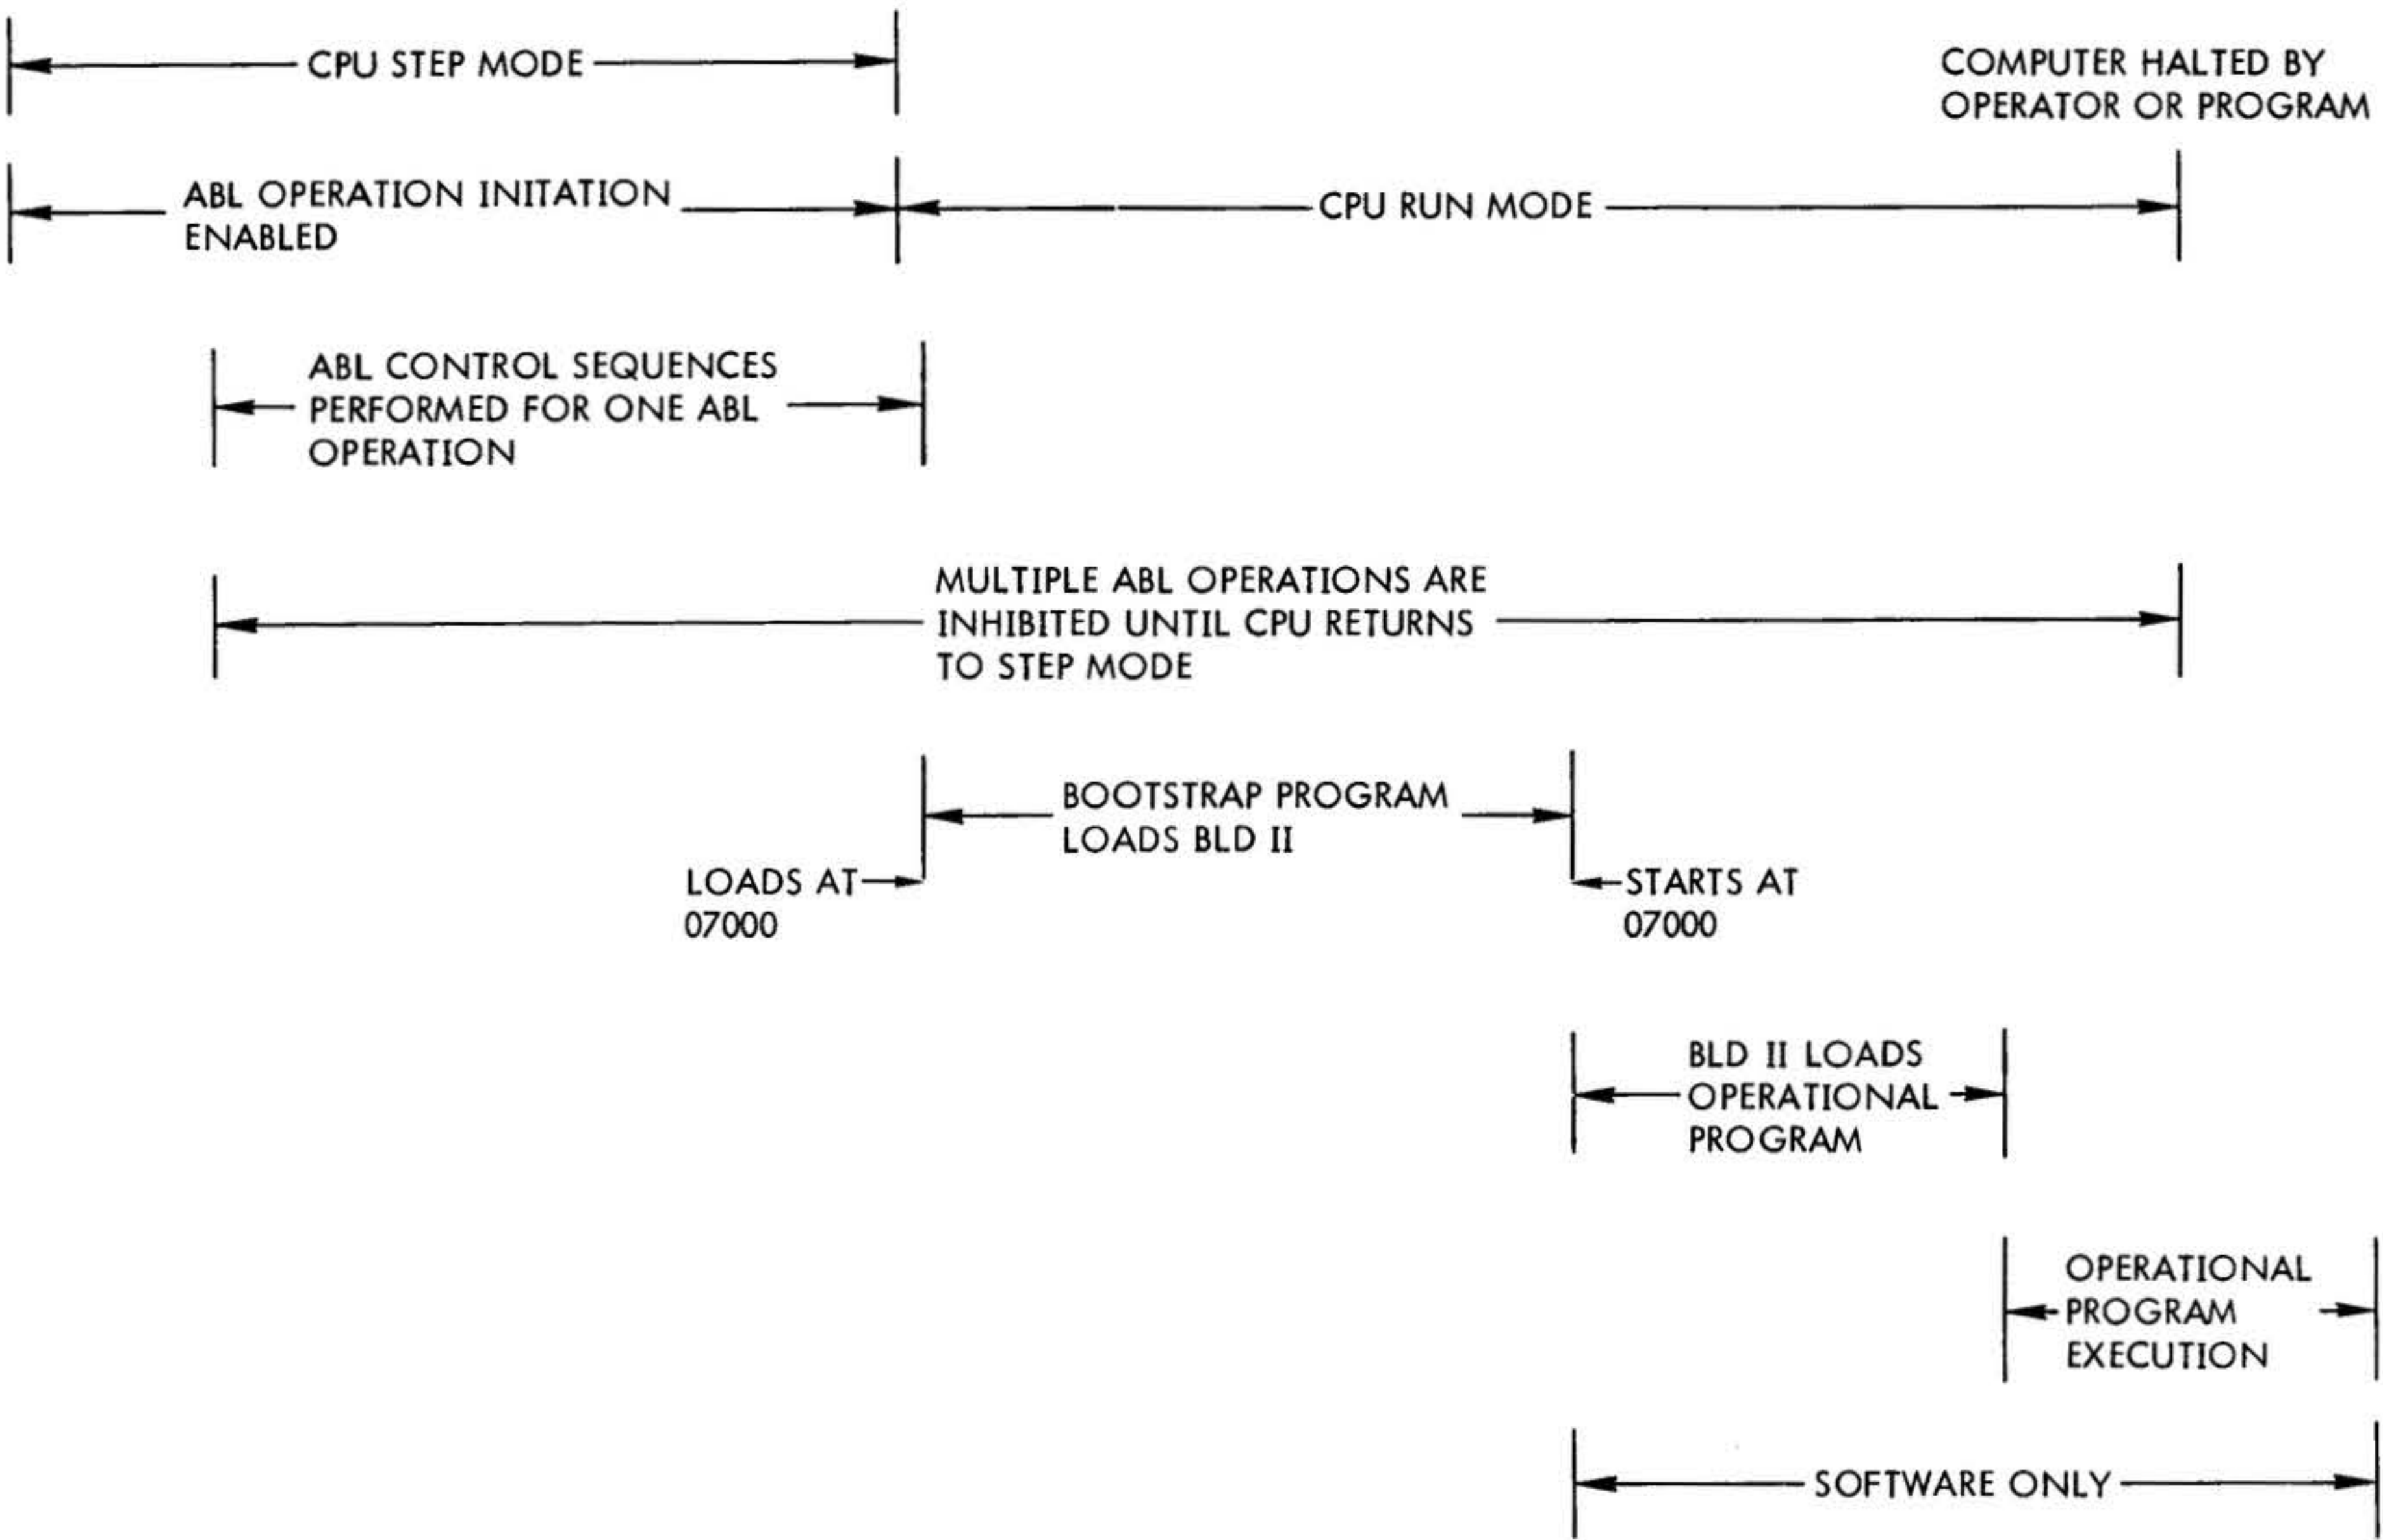 CPU STEP MODE
COMPUTER HALTED BY
OPERATOR OR PROGRAM
ABL OPERATION INITATION
ENABLED
CPU RUN MODE
ABL CONTROL SEQUENCES
PERFORMED FOR ONE ABL
OPERATION
MULTIPLE ABL OPERATIONS ARE
INHIBITED UNTIL CPU RETURNS
TO STEP MODE
BOOTSTRAP PROGRAM
LOADS BLD II
LOADS AT
07000
STARTS AT
07000
BLD II LOADS
OPERATIONAL
PROGRAM
OPERATIONAL
PROGRAM
EXECUTION
SOFTWARE ONLY